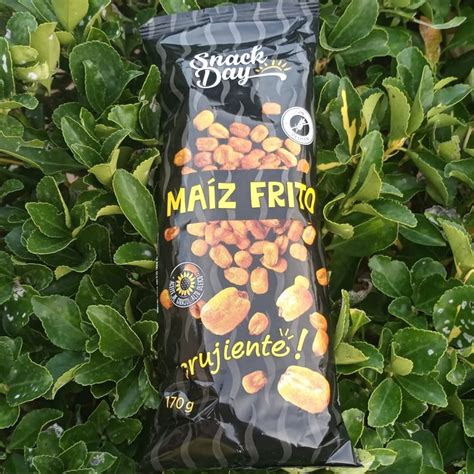 Snack
Day
MAÍZ FRITO
crujiente!
170 g